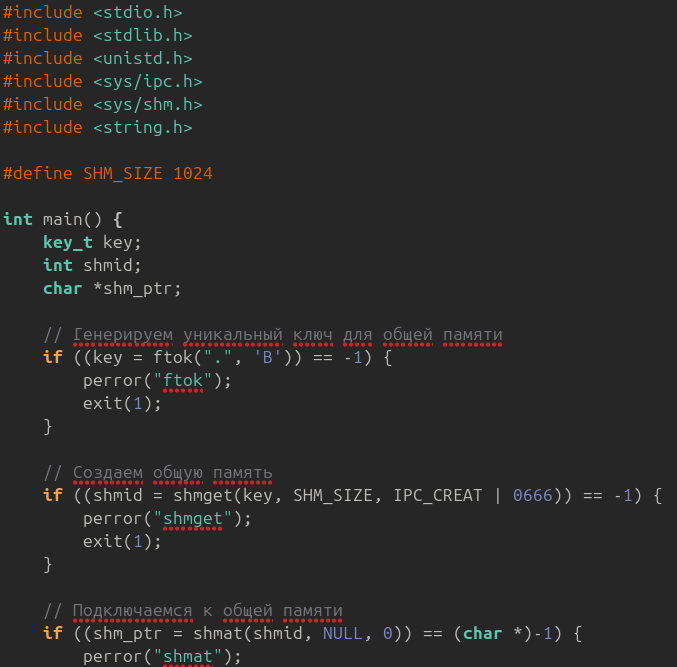 #include <stdio.h>
#include <stdlib.h>
#include <unistd.h>
#include <sys/ipc.h>
#include <sys/shm.h>
#include <string.h>

#define SHM_SIZE 1024

int main() {
    key_t key;
    int shmid;
    char *shm_ptr;

    // Генерируем уникальный ключ для общей памяти
    if ((key = ftok(".", 'B')) == -1) {
        perror("ftok");
        exit(1);
    }

    // Создаем общую память
    if ((shmid = shmget(key, SHM_SIZE, IPC_CREAT | 0666)) == -1) {
        perror("shmget");
        exit(1);
    }

    // Подключаемся к общей памяти
    if ((shm_ptr = shmat(shmid, NULL, 0)) == (char *)-1) {
        perror("shmat");